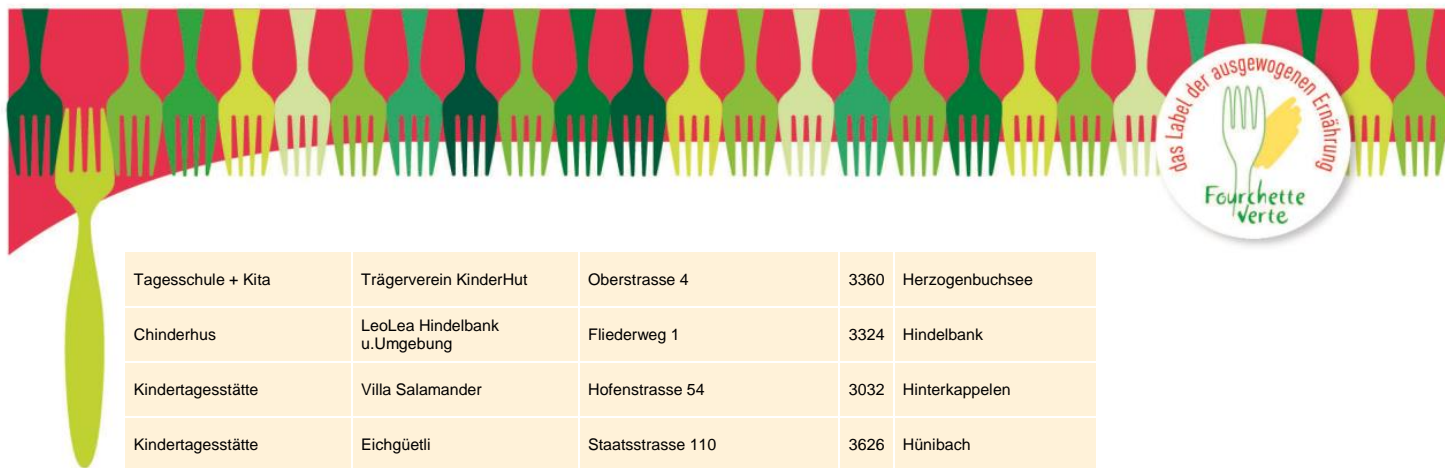 das Label der ausgewogenen Ernährung
Fourchette
verte
Tagesschule + Kita Trägerverein KinderHut Oberstrasse 4 3360 Herzogenbuchsee
Chinderhus LeoLea Hindelbank u.Umgebung Fliederweg 1 3324 Hindelbank
Kindertagesstätte Villa Salamander Hofenstrasse 54 3032 Hinterkappelen
Kindertagesstätte Eichgüetli Staatsstrasse 110 3626 Hünibach